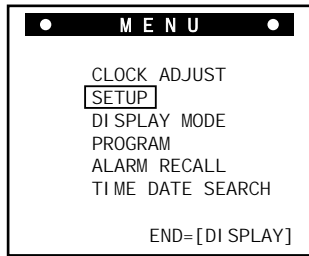 MENU
CLOCK ADJUST
SETUP
DISPLAY MODE
PROGRAM
ALARM RECALL
TIME DATE SEARCH
END=[DISPLAY]